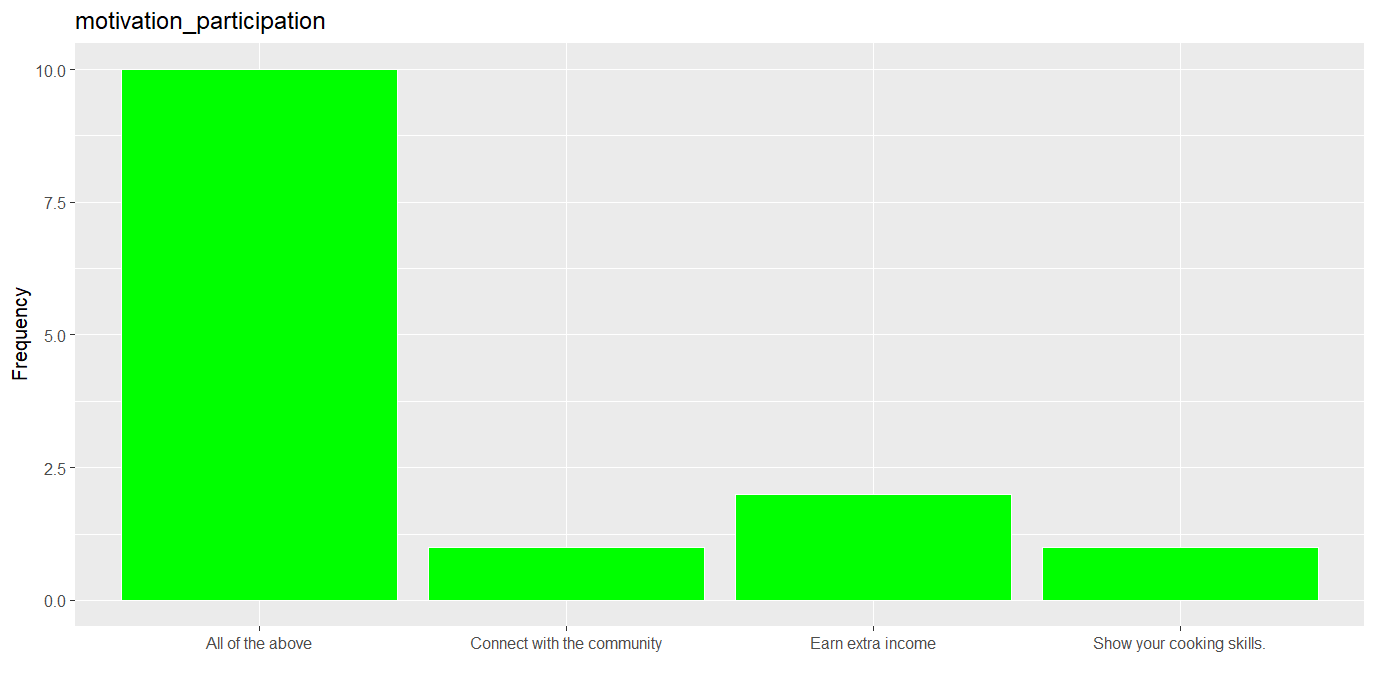 motivation_participation
Frequency
10.0
7.5
5.0
2.5
0.0
All of the above
Connect with the community
Earn extra income
Show your cooking skills.